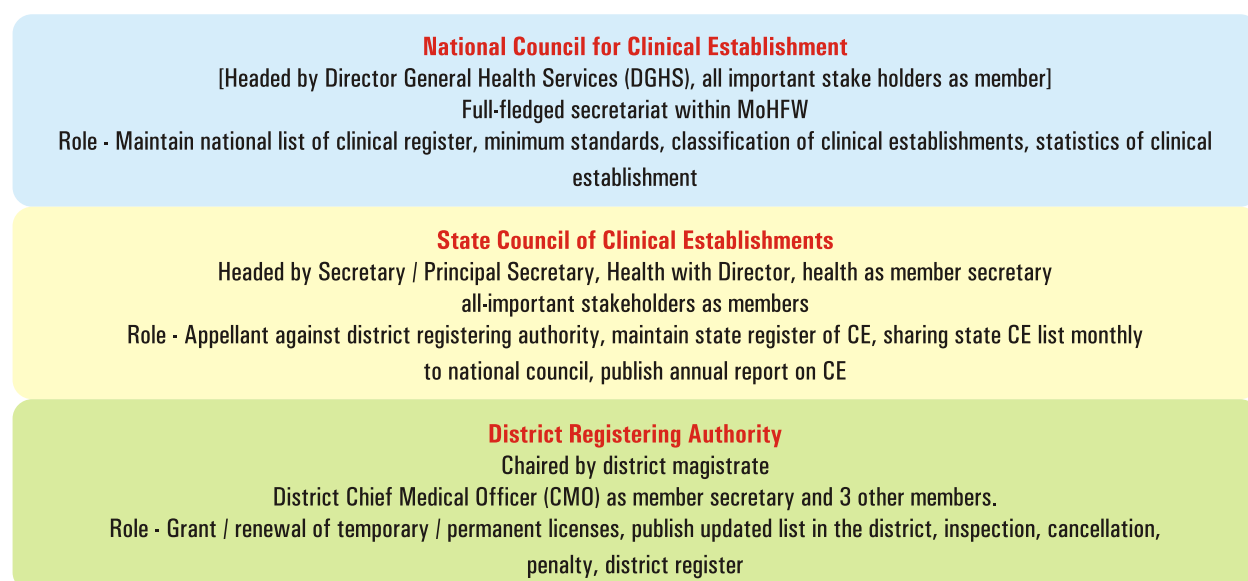 National Council for Clinical Establishment
[Headed by Director General Health Services (DGHS), all important stake holders as member]
Full-fledged secretariat within MoHFW
Role - Maintain national list of clinical register, minimum standards, classification of clinical establishments, statistics of clinical
establishment
State Council of Clinical Establishments
Headed by Secretary / Principal Secretary, Health with Director, health as member secretary
all-important stakeholders as members
Role - Appellant against district registering authority, maintain state register of CE, sharing state CE list monthly
to national council, publish annual report on CE
District Registering Authority
Chaired by district magistrate
District Chief Medical Officer (CMO) as member secretary and 3 other members.
Role - Grant / renewal of temporary / permanent licenses, publish updated list in the district, inspection, cancellation,
penalty, district register